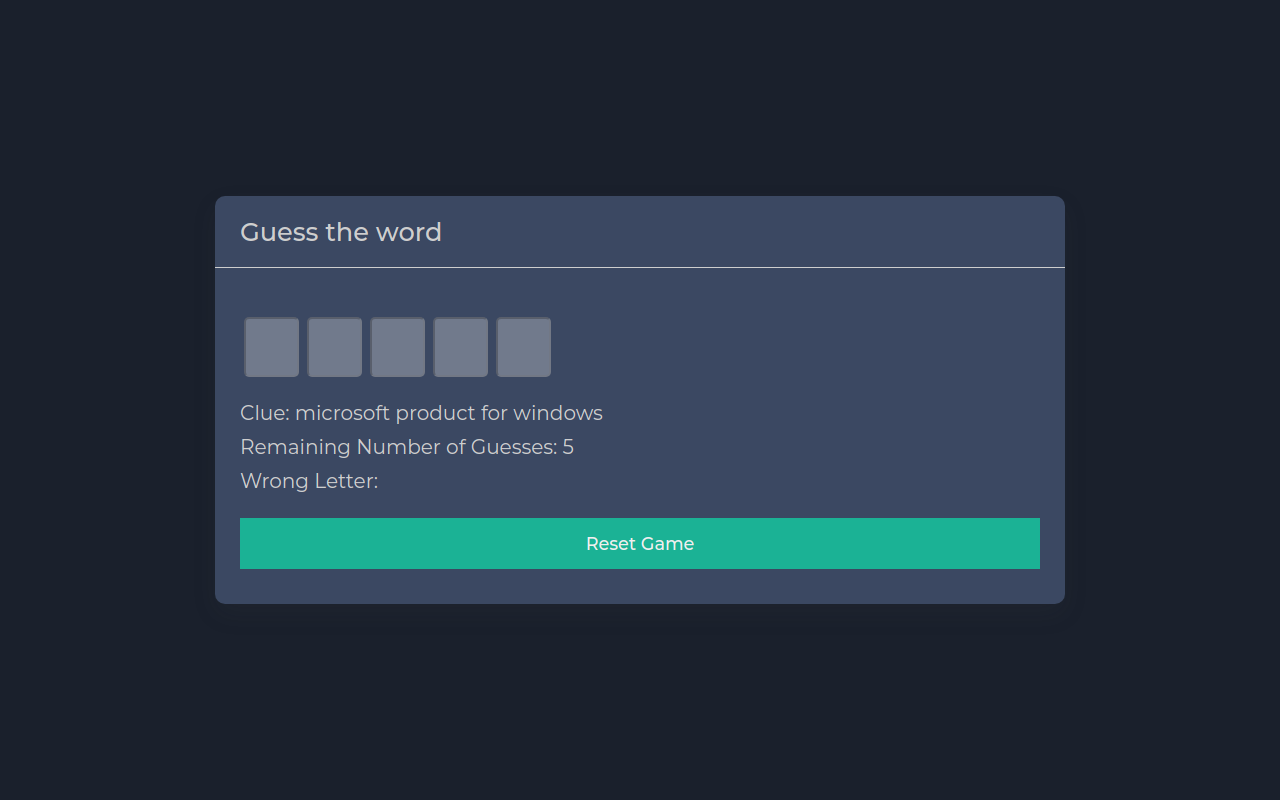 Guess the word
Clue: microsoft product for windows
Remaining Number of Guesses: 5
Wrong Letter:
Reset Game